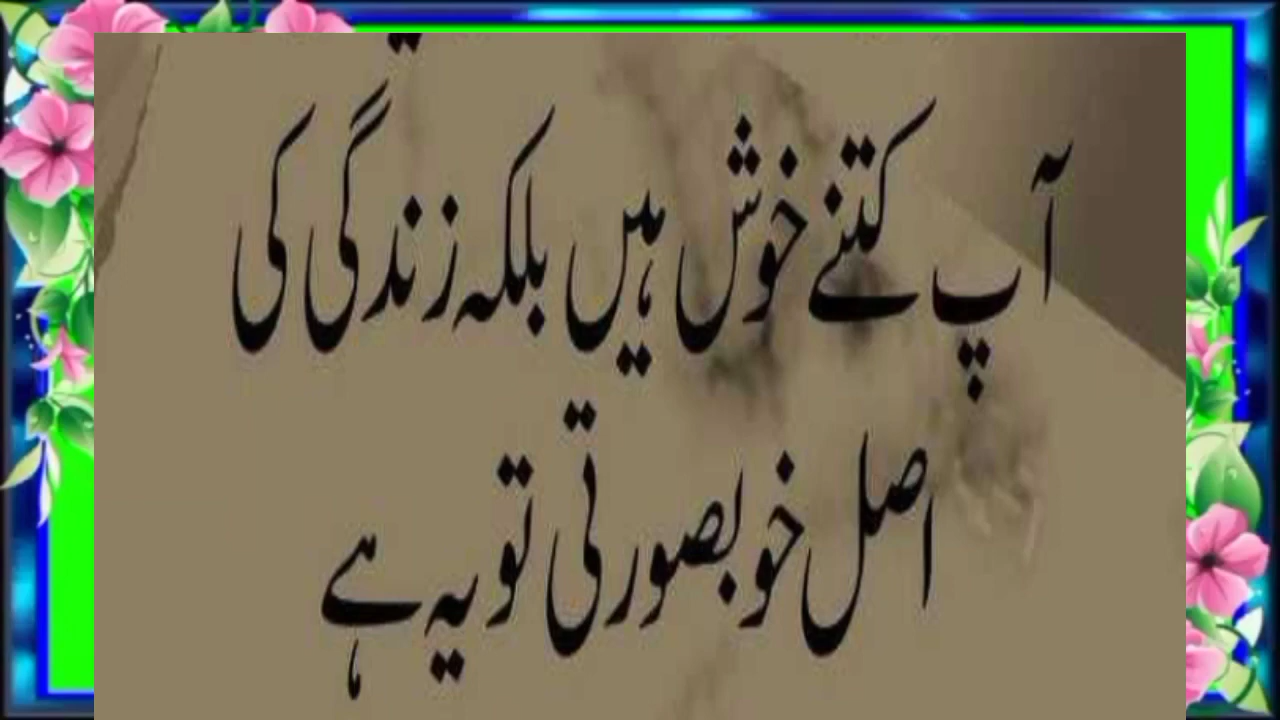 آپ کتنے خوش ہیں بلکہ زندگی کی
اصل خوبصورتی تو یہ ہے